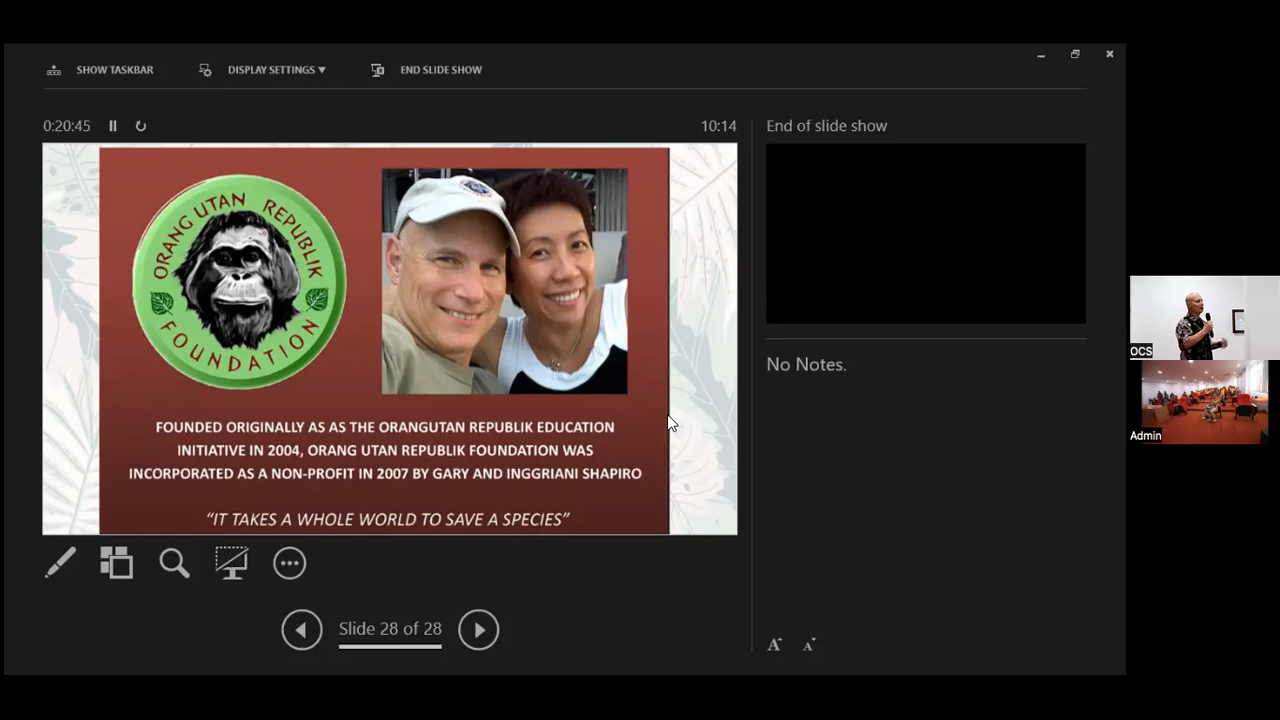 SHOW TASKBAR
DISPLAY SETTINGS ▾
END SLIDE SHOW
0:20:45
10:14
End of slide show
ORANG UTAN REPUBLIK
FOUNDATION
FOUNDED ORIGINALLY AS AS THE ORANGUTAN REPUBLIK EDUCATION
INITIATIVE IN 2004, ORANG UTAN REPUBLIK FOUNDATION WAS
INCORPORATED AS A NON-PROFIT IN 2007 BY GARY AND INGGRIANI SHAPIRO
“IT TAKES A WHOLE WORLD TO SAVE A SPECIES”
No Notes.
Slide 28 of 28
A A
OCS
Admin